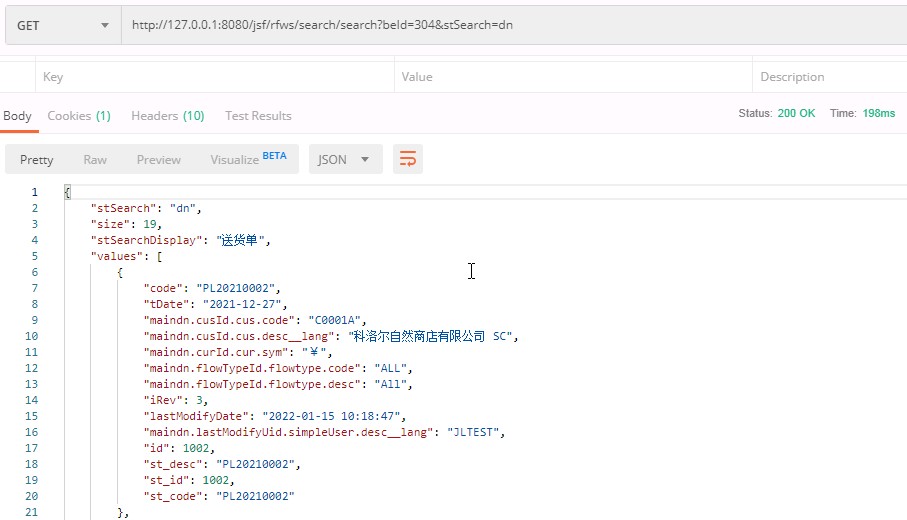 GET http://127.0.0.1:8080/jsf/rfws/search/search?beId=304&stSearch=dn
Key Value Description
Body Cookies (1) Headers (10) Test Results Status: 200 OK Time: 198ms
Pretty Raw Preview Visualize BETA JSON
1 {
2 "stSearch": "dn",
3 "size": 19,
4 "stSearchDisplay": "送货单",
5 "values": [
6 {
7 "code": "PL20210002",
8 "tDate": "2021-12-27",
9 "maindn.cusId.cus.code": "C0001A",
10 "maindn.cusId.cus.desc__lang": "科洛尔自然商店有限公司 SC",
11 "maindn.curId.cur.sym": "¥",
12 "maindn.flowTypeId.flowtype.code": "ALL",
13 "maindn.flowTypeId.flowtype.desc": "All",
14 "iRev": 3,
15 "lastModifyDate": "2022-01-15 10:18:47",
16 "maindn.lastModifyUid.simpleUser.desc__lang": "JLTEST",
17 "id": 1002,
18 "st_desc": "PL20210002",
19 "st_id": 1002,
20 "st_code": "PL20210002"
21 },